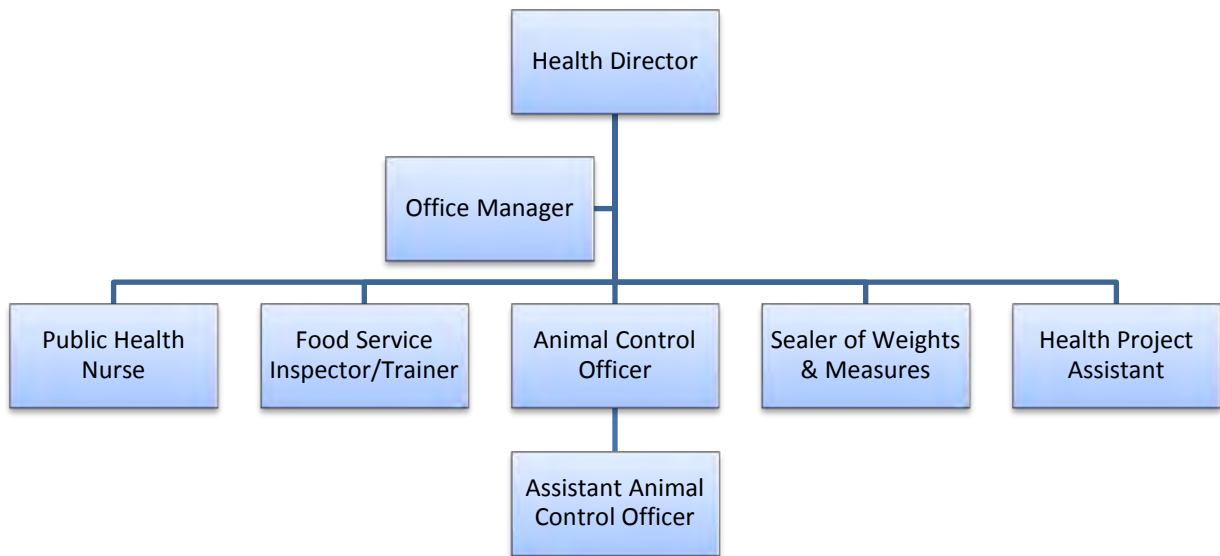 Health Director
Office Manager
Public Health
Nurse
Food Service
Inspector/Trainer
Animal Control
Officer
Sealer of Weights
& Measures
Health Project
Assistant
Assistant Animal
Control Officer